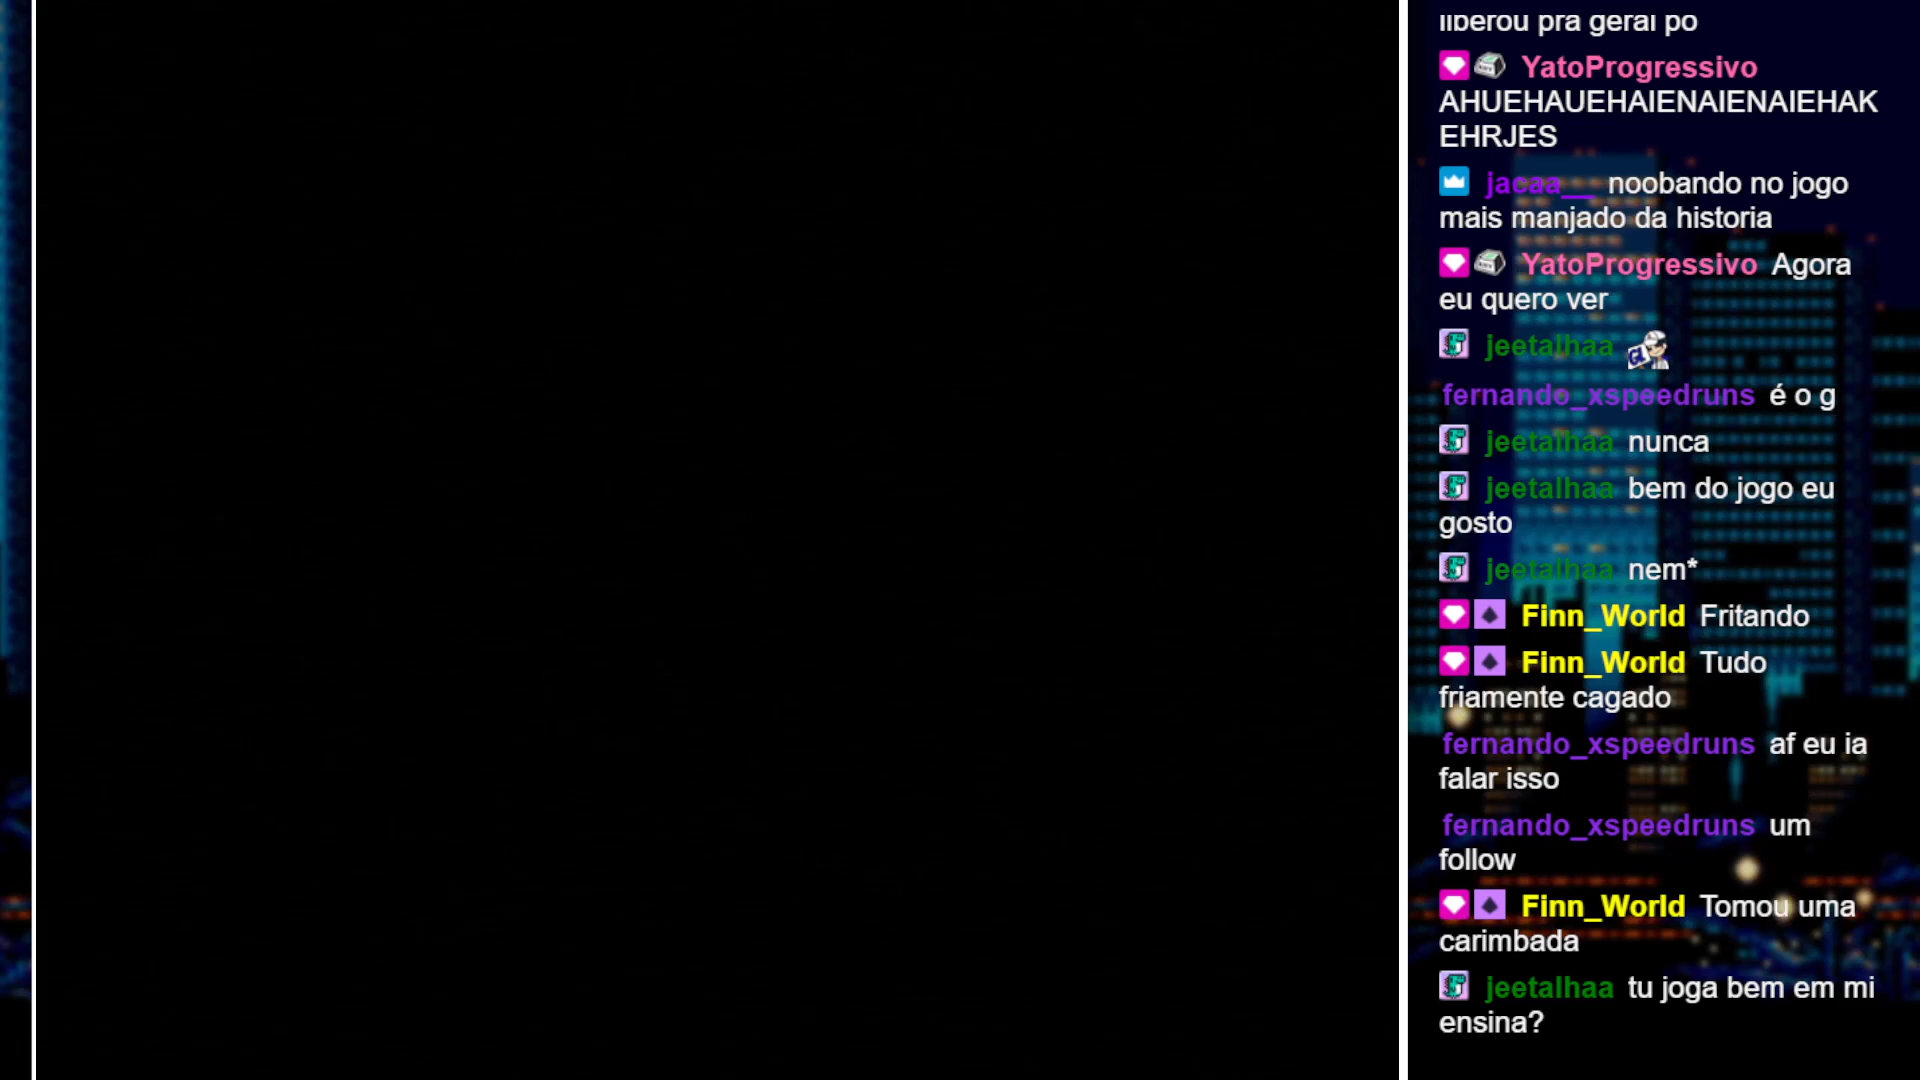 liberou pra geral po
YatoProgressivo
AHUEHAUEHAIENAIENAIEHAK
EHRJES
jacaa__ noobando no jogo
mais manjado da historia
YatoProgressivo Agora
eu quero ver
jeetalhaa
fernando_xspeedruns é o g
jeetalhaa nunca
jeetalhaa bem do jogo eu
gosto
jeetalhaa nem*
Finn_World Fritando
Finn_World Tudo
friamente cagado
fernando_xspeedruns af eu ia
falar isso
fernando_xspeedruns um
follow
Finn_World Tomou uma
carimbada
jeetalhaa tu joga bem em mi
ensina?